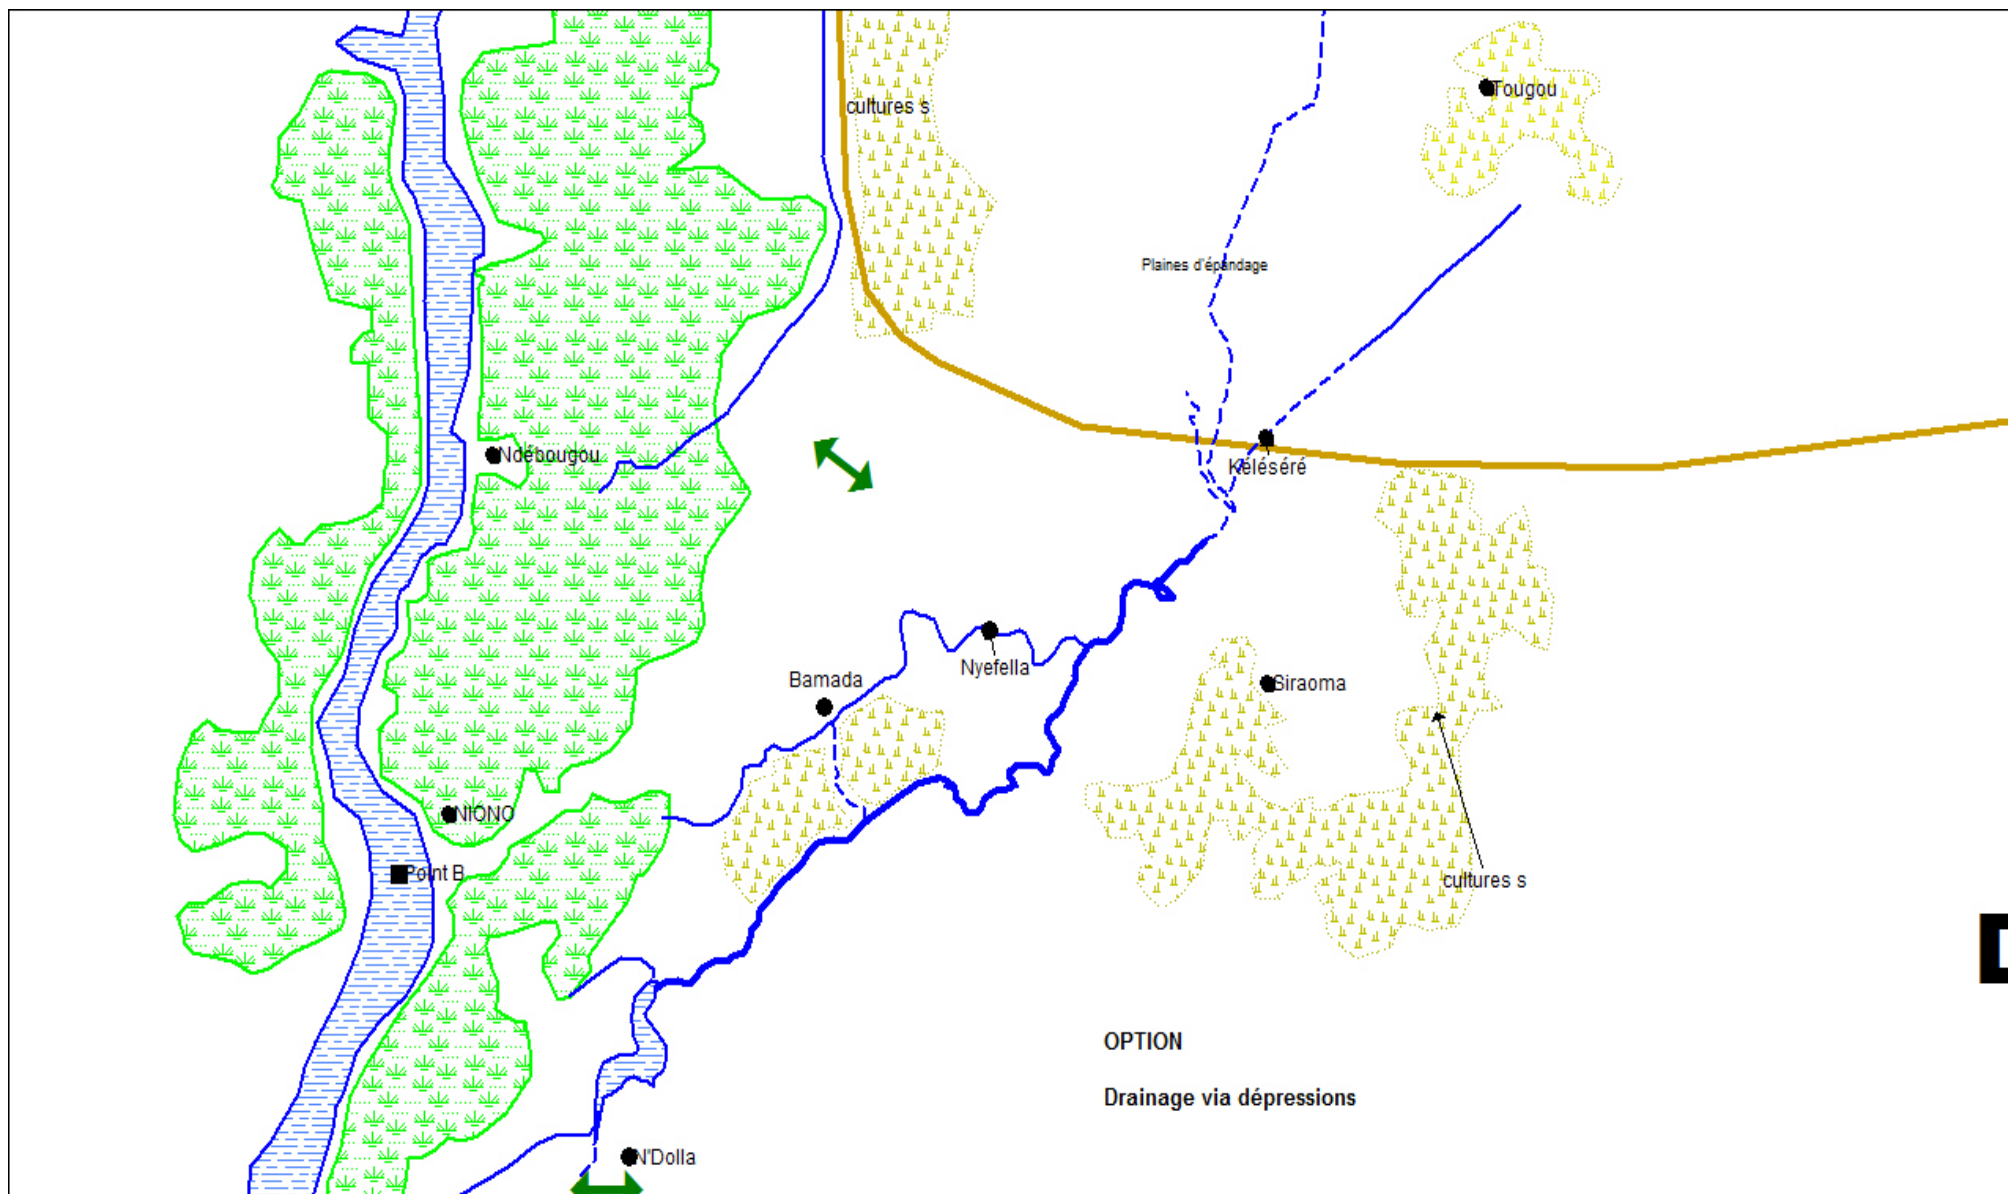 Tougou
cultures s
Plaines d'épandage
Ndébougou
Kéléséré
Nyefella
Bamada
Siraoma
NIONO
Point B
cultures s
D
OPTION
Drainage via dépressions
N'Dolla